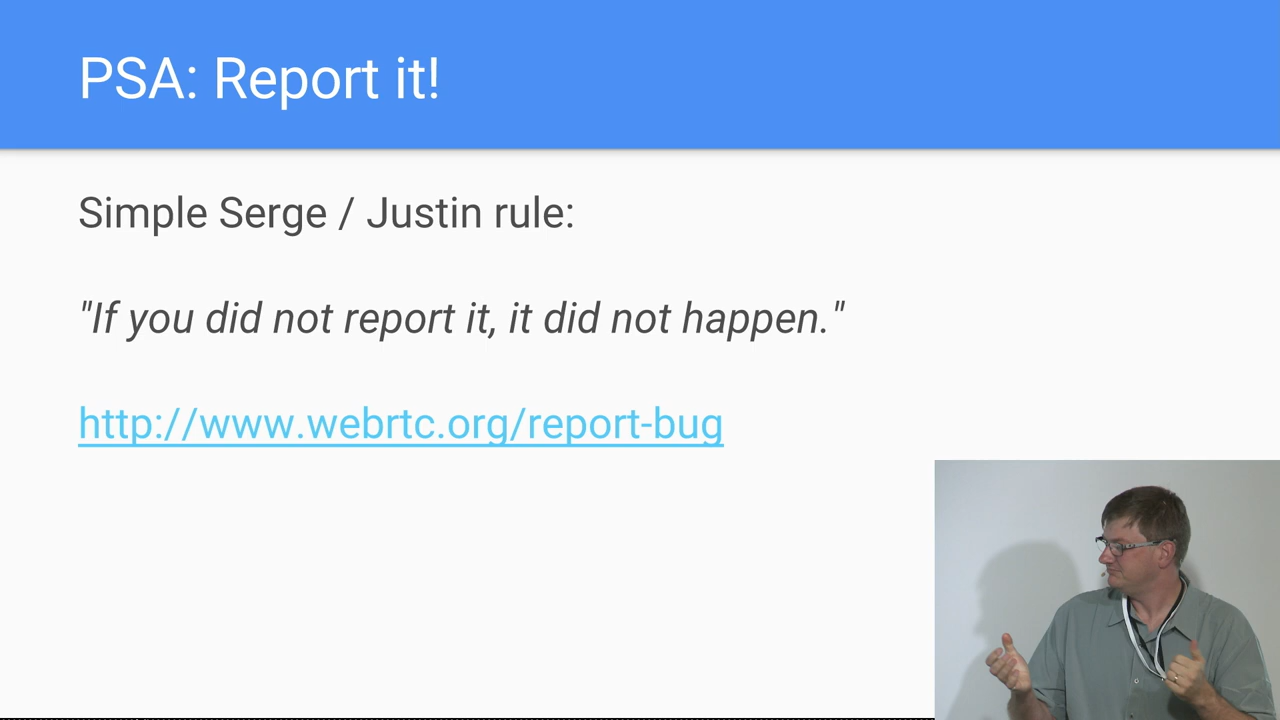 PSA: Report it!
Simple Serge / Justin rule:
"If you did not report it, it did not happen."
http://www.webrtc.org/report-bug